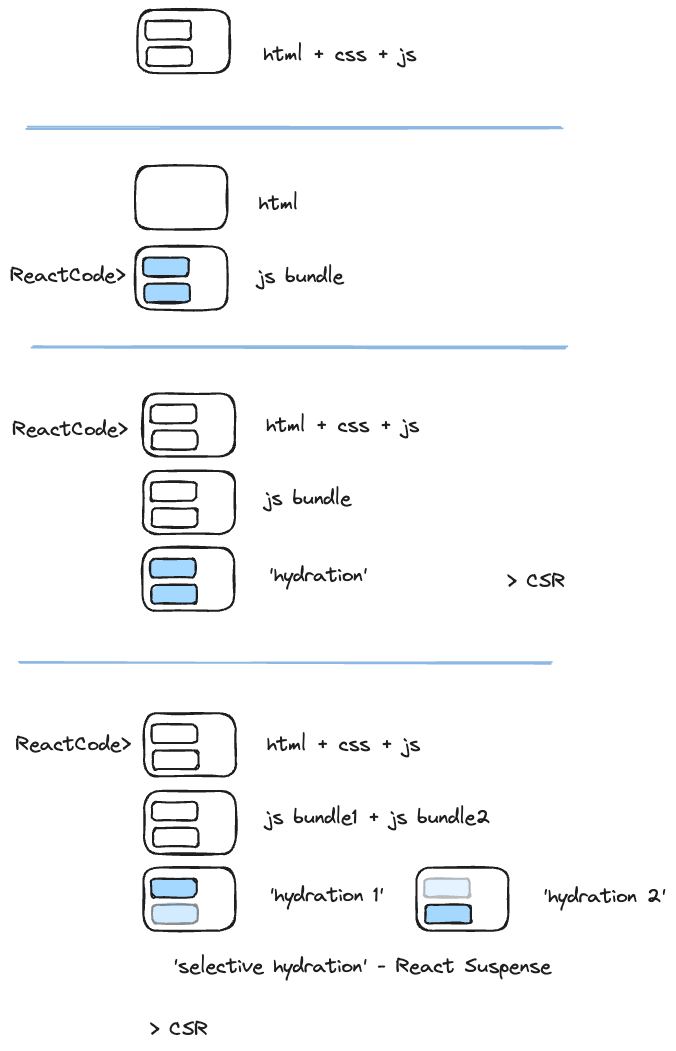 html + css + js
html
ReactCode>
js bundle
ReactCode>
html + css + js
js bundle
'hydration'
> CSR
ReactCode>
html + css + js
js bundle1 + js bundle2
'hydration 1'
'hydration 2'
'selective hydration' - React Suspense
> CSR